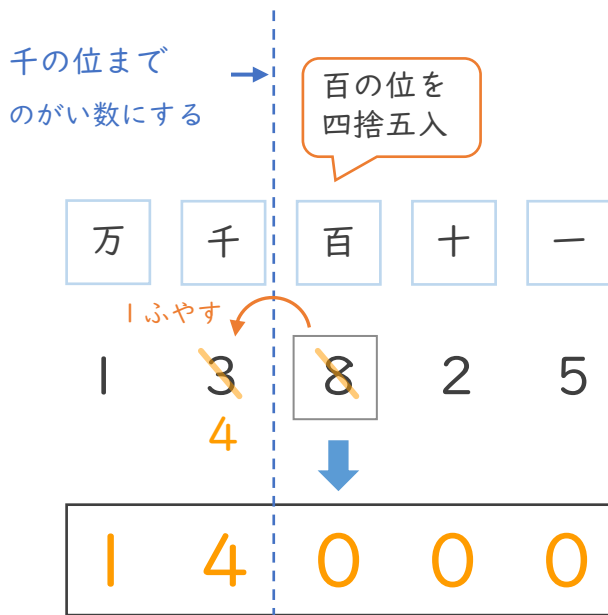 千の位まで
のがい数にする
百の位を
四捨五入
万 千 百 十 一
1ふやす
1 3 8 2 5
4
1 4 0 0 0